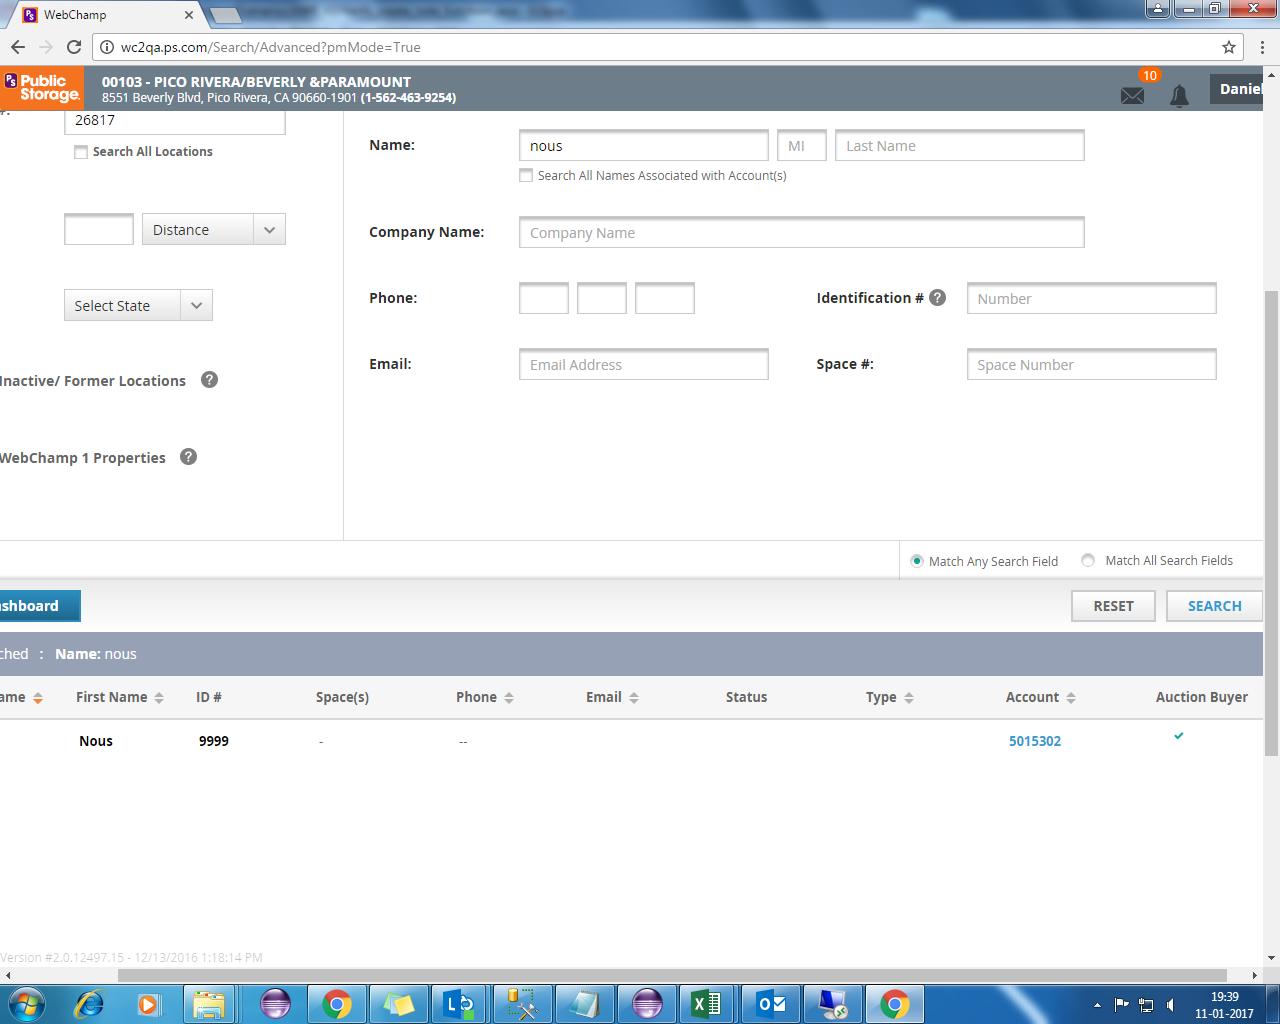 WebChamp
wc2qa.ps.com/Search/Advanced?pmMode=True
Public Storage
00103 - PICO RIVERA/BEVERLY &PARAMOUNT
8551 Beverly Blvd, Pico Rivera, CA 90660-1901 (1-562-463-9254)
10
Daniel
26817
Search All Locations
Distance
Select State
Inactive/ Former Locations ?
WebChamp 1 Properties ?
Name: nous MI Last Name
Search All Names Associated with Account(s)
Company Name: Company Name
Phone: Identification # ? Number
Email: Email Address Space #: Space Number
Match Any Search Field Match All Search Fields
shboard RESET SEARCH
ched : Name: nous
ame First Name ID # Space(s) Phone Email Status Type Account Auction Buyer
Nous 9999 - -- 5015302
Version #2.0.12497.15 - 12/13/2016 1:18:14 PM
19:39
11-01-2017